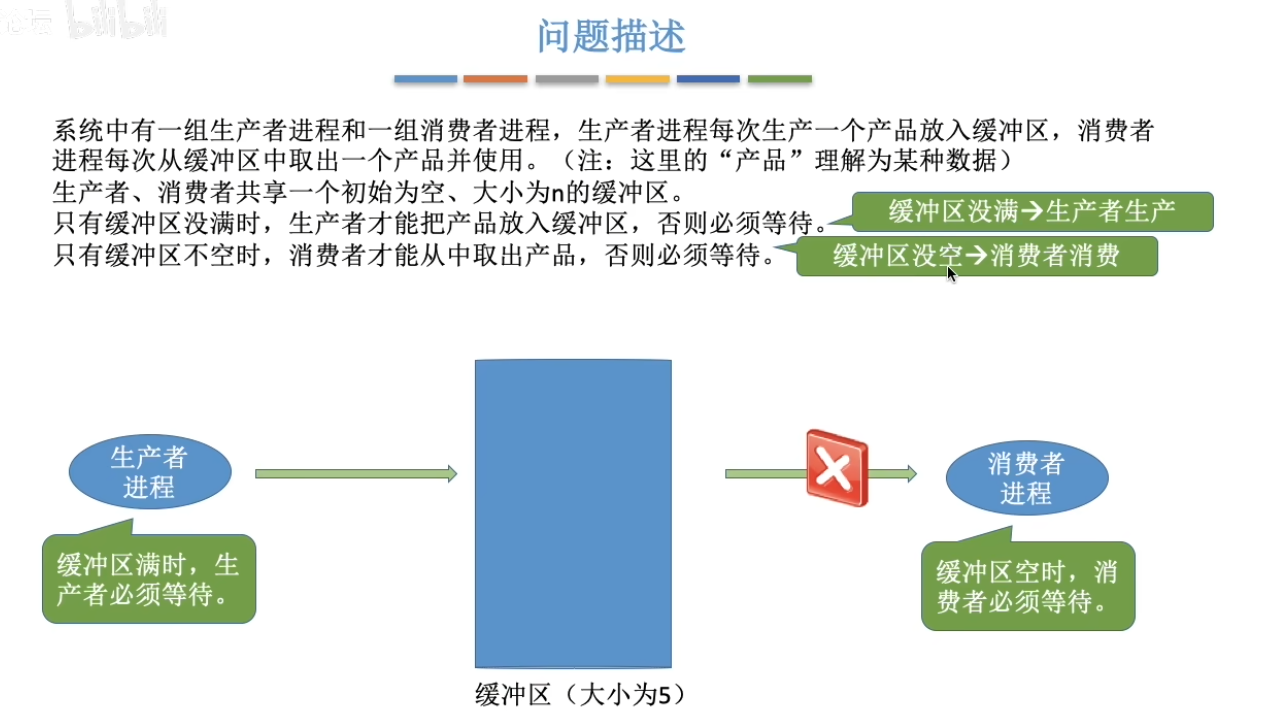 论坛 bilibili
问题描述
系统中有一组生产者进程和一组消费者进程，生产者进程每次生产一个产品放入缓冲区，消费者
进程每次从缓冲区中取出一个产品并使用。（注：这里的“产品”理解为某种数据）
生产者、消费者共享一个初始为空、大小为n的缓冲区。
只有缓冲区没满时，生产者才能把产品放入缓冲区，否则必须等待。
缓冲区没满→生产者生产
只有缓冲区不空时，消费者才能从中取出产品，否则必须等待。
缓冲区没空→消费者消费
生产者
进程
缓冲区满时，生
产者必须等待。
缓冲区（大小为5）
消费者
进程
缓冲区空时，消
费者必须等待。